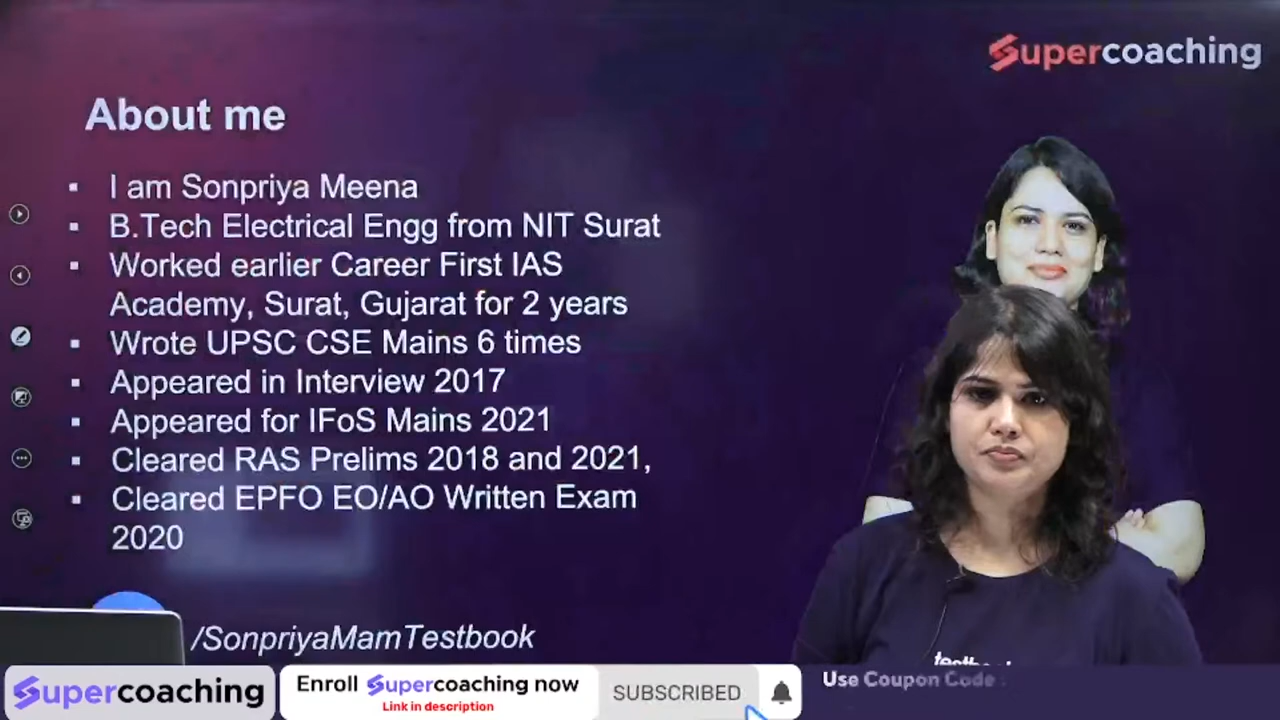 Supercoaching
About me
I am Sonpriya Meena
B.Tech Electrical Engg from NIT Surat
Worked earlier Career First IAS
Academy, Surat, Gujarat for 2 years
Wrote UPSC CSE Mains 6 times
Appeared in Interview 2017
Appeared for IFoS Mains 2021
Cleared RAS Prelims 2018 and 2021,
Cleared EPFO EO/AO Written Exam
2020
/SonpriyaMamTestbook
Supercoaching
Enroll Supercoaching now
Link in description
SUBSCRIBED
Use Coupon Code :